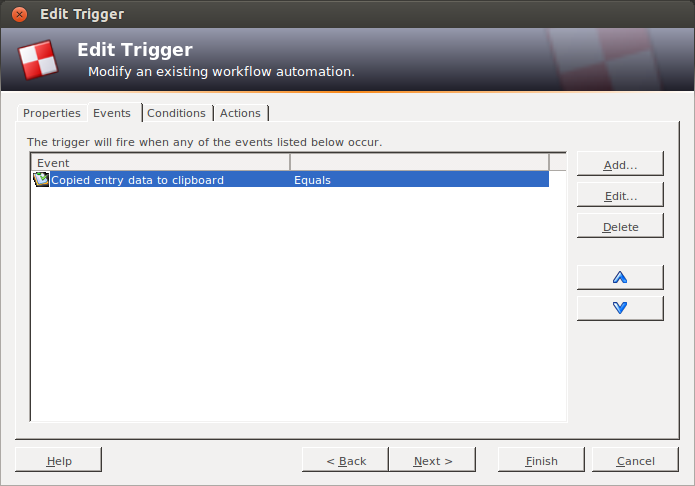 Edit Trigger
Edit Trigger
Modify an existing workflow automation.
Properties Events Conditions Actions
The trigger will fire when any of the events listed below occur.
Event
Copied entry data to clipboard Equals
Add...
Edit...
Delete
Help < Back Next > Finish Cancel